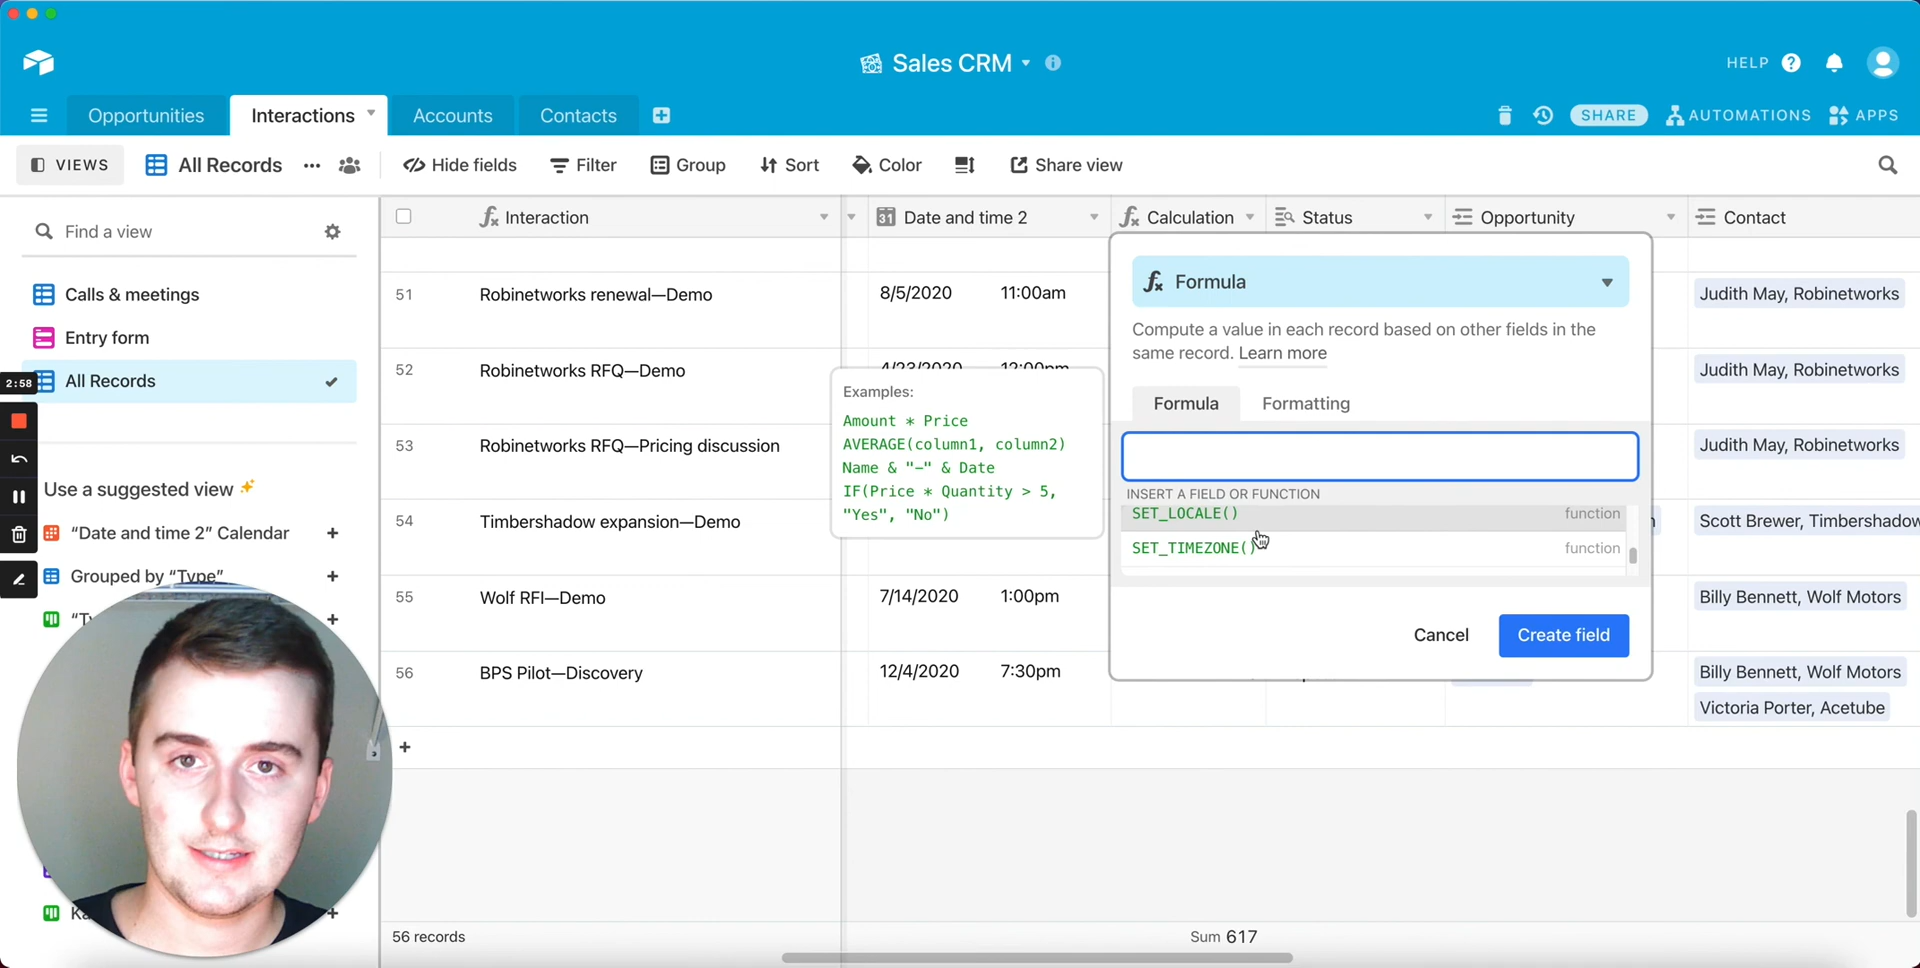 Sales CRM
HELP
Opportunities
Interactions
Accounts
Contacts
SHARE
AUTOMATIONS
APPS
VIEWS
All Records
Hide fields
Filter
Group
Sort
Color
Share view
Find a view
Calls & meetings
Entry form
All Records
2:58
Use a suggested view
“Date and time 2” Calendar
Grouped by “Type”
Interaction
31
Date and time 2
Calculation
Status
Opportunity
Contact
51
Robinetworks renewal—Demo
8/5/2020
11:00am
Judith May, Robinetworks
52
Robinetworks RFQ—Demo
4/23/2020
12:00pm
Judith May, Robinetworks
53
Robinetworks RFQ—Pricing discussion
Judith May, Robinetworks
54
Timbershadow expansion—Demo
Scott Brewer, Timbershadow
55
Wolf RFI—Demo
7/14/2020
1:00pm
Billy Bennett, Wolf Motors
56
BPS Pilot—Discovery
12/4/2020
7:30pm
Billy Bennett, Wolf Motors
Victoria Porter, Acetube
Examples:
Amount * Price
AVERAGE(column1, column2)
Name & "-" & Date
IF(Price * Quantity > 5,
"Yes", "No")
Formula
Compute a value in each record based on other fields in the
same record. Learn more
Formula
Formatting
INSERT A FIELD OR FUNCTION
SET_LOCALE()
function
SET_TIMEZONE()
function
Cancel
Create field
56 records
Sum 617